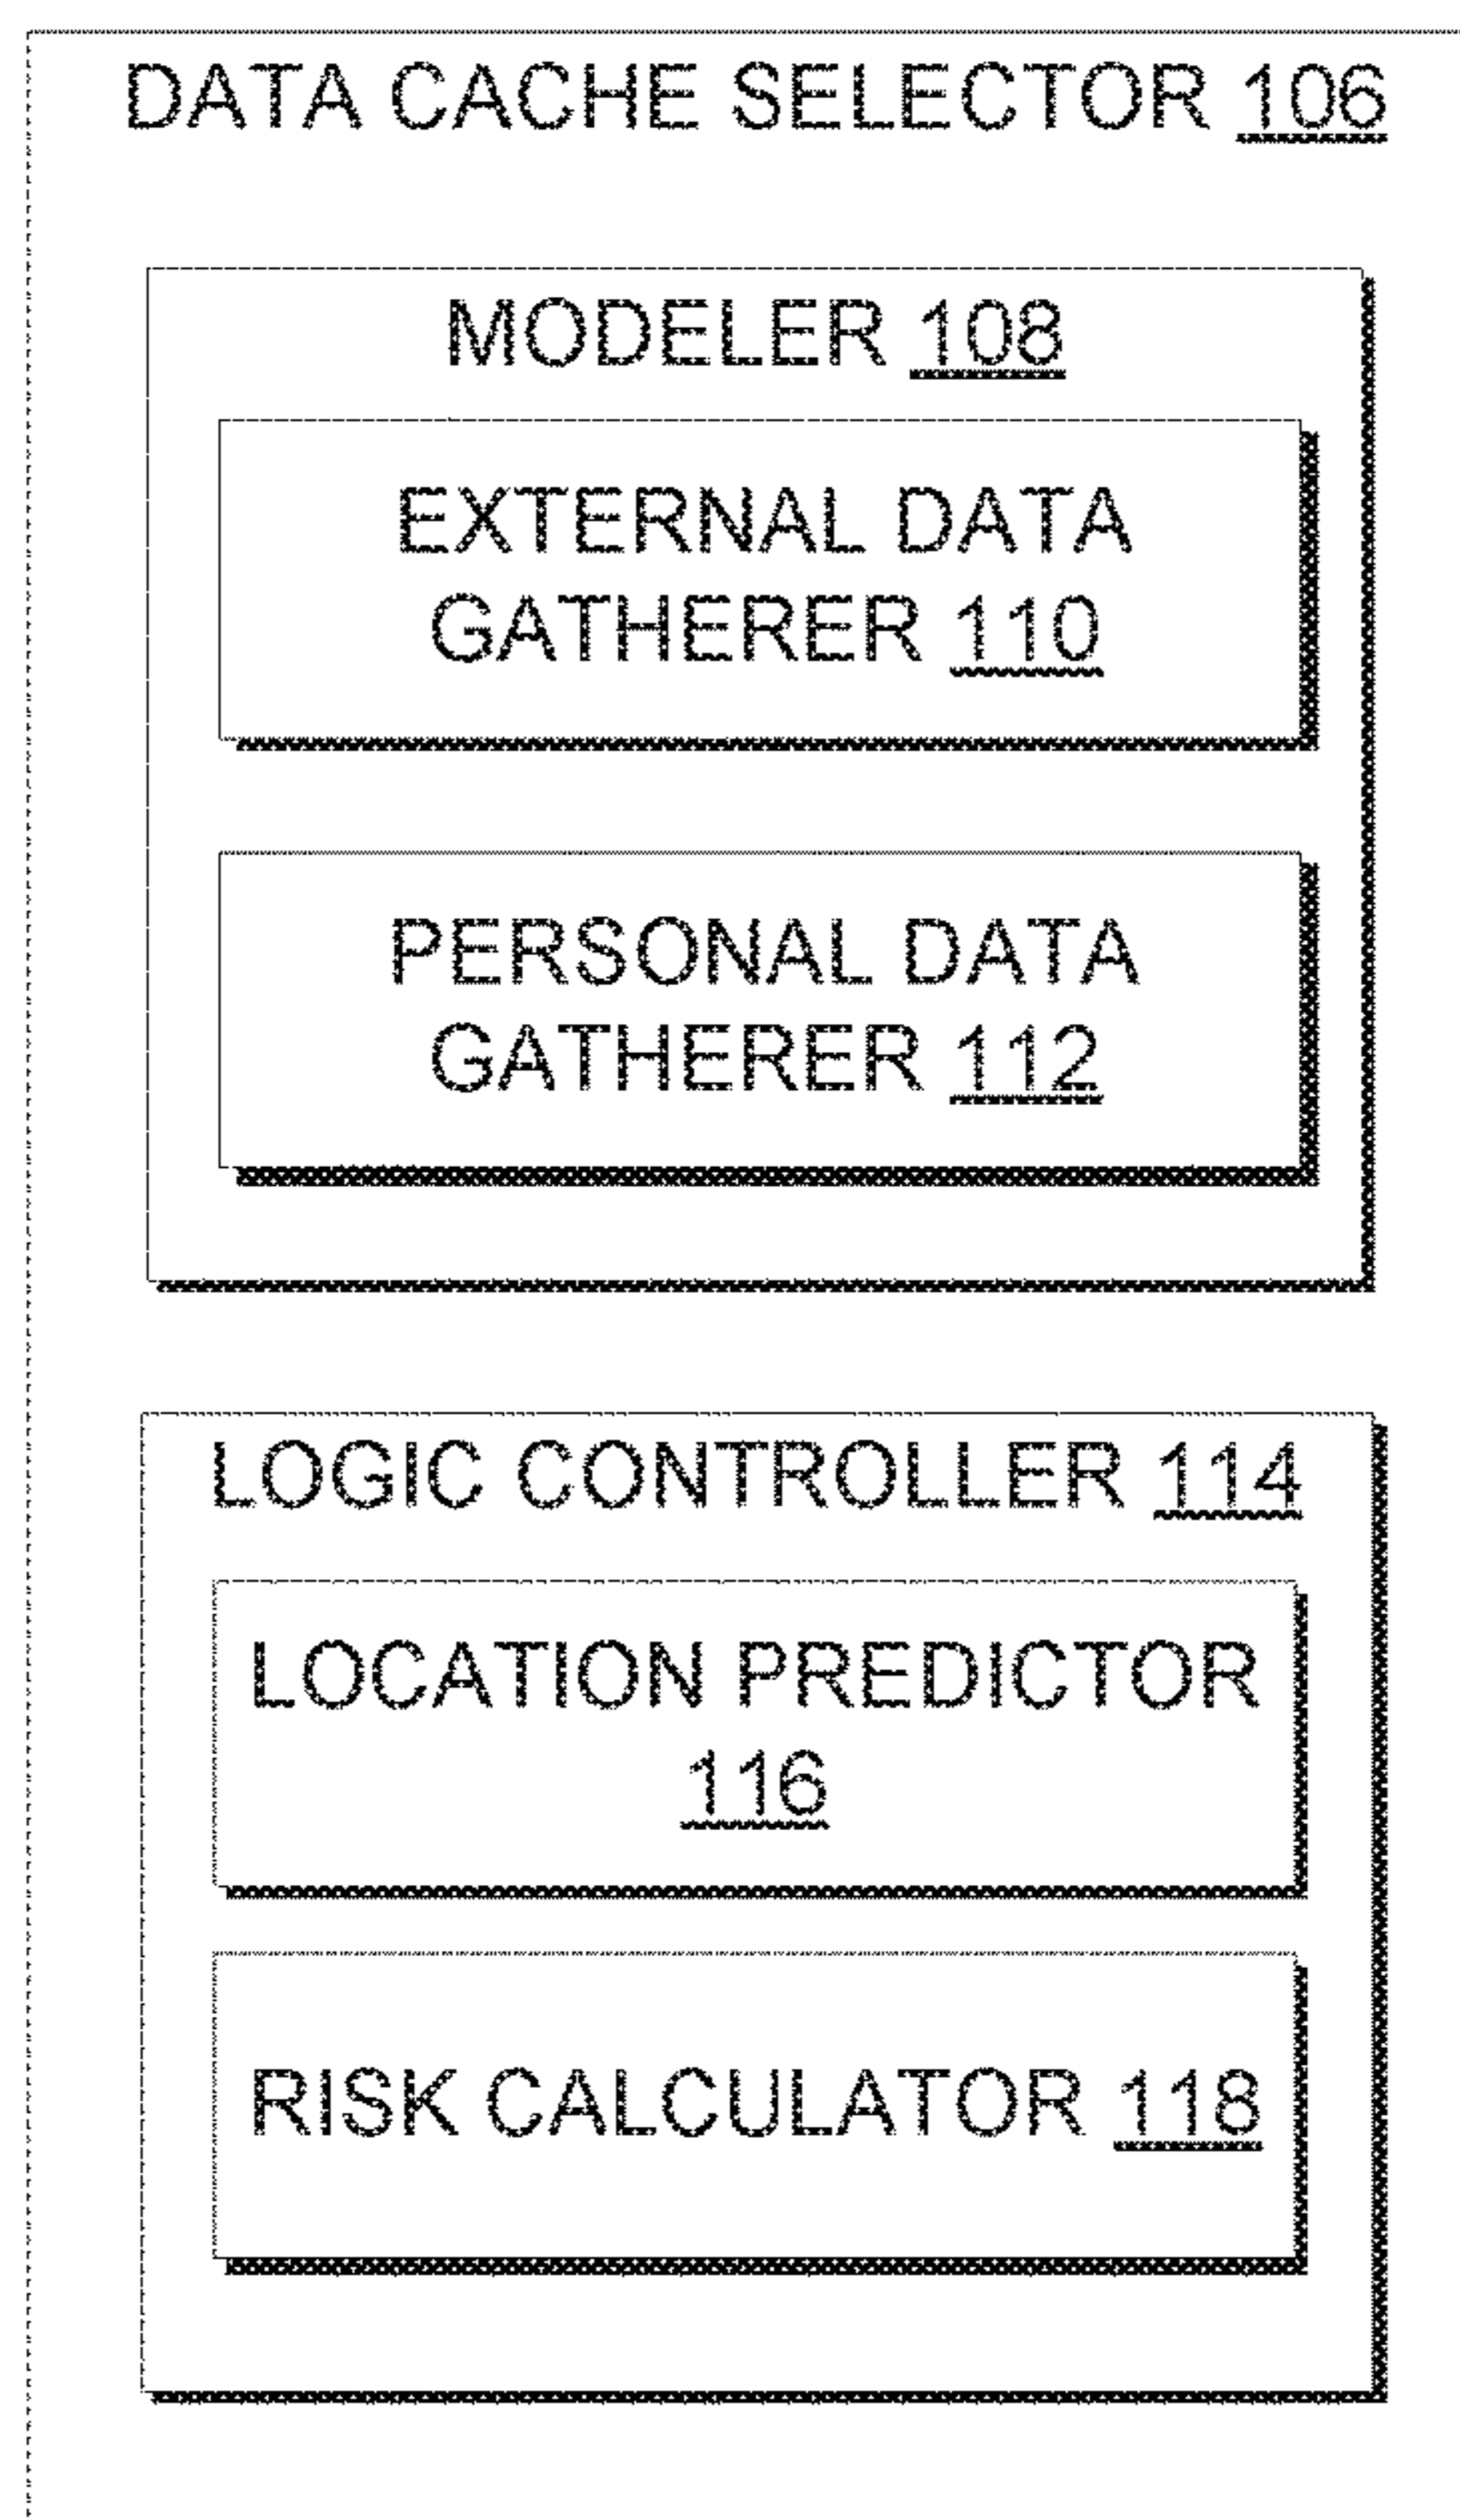 DATA CACHE SELECTOR 106
MODELER 108
EXTERNAL DATA
GATHERER 110
PERSONAL DATA
GATHERER 112
LOGIC CONTROLLER 114
LOCATION PREDICTOR
116
RISK CALCULATOR 118